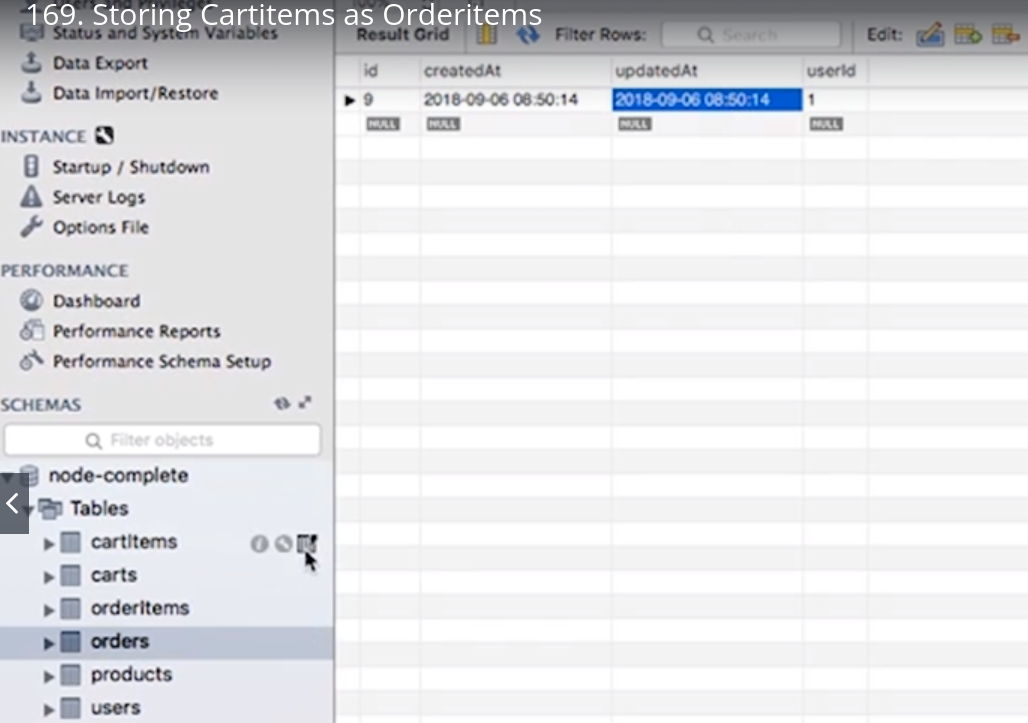 169. Storing Cartitems as Orderitems
Status and System Variables
Data Export
Data Import/Restore
INSTANCE
Startup / Shutdown
Server Logs
Options File
PERFORMANCE
Dashboard
Performance Reports
Performance Schema Setup
SCHEMAS
Filter objects
node-complete
Tables
cartItems
carts
orderItems
orders
products
users
Result Grid Filter Rows: Search Edit:
id createdAt updatedAt userId
9 2018-09-06 08:50:14 2018-09-06 08:50:14 1
NULL NULL NULL NULL